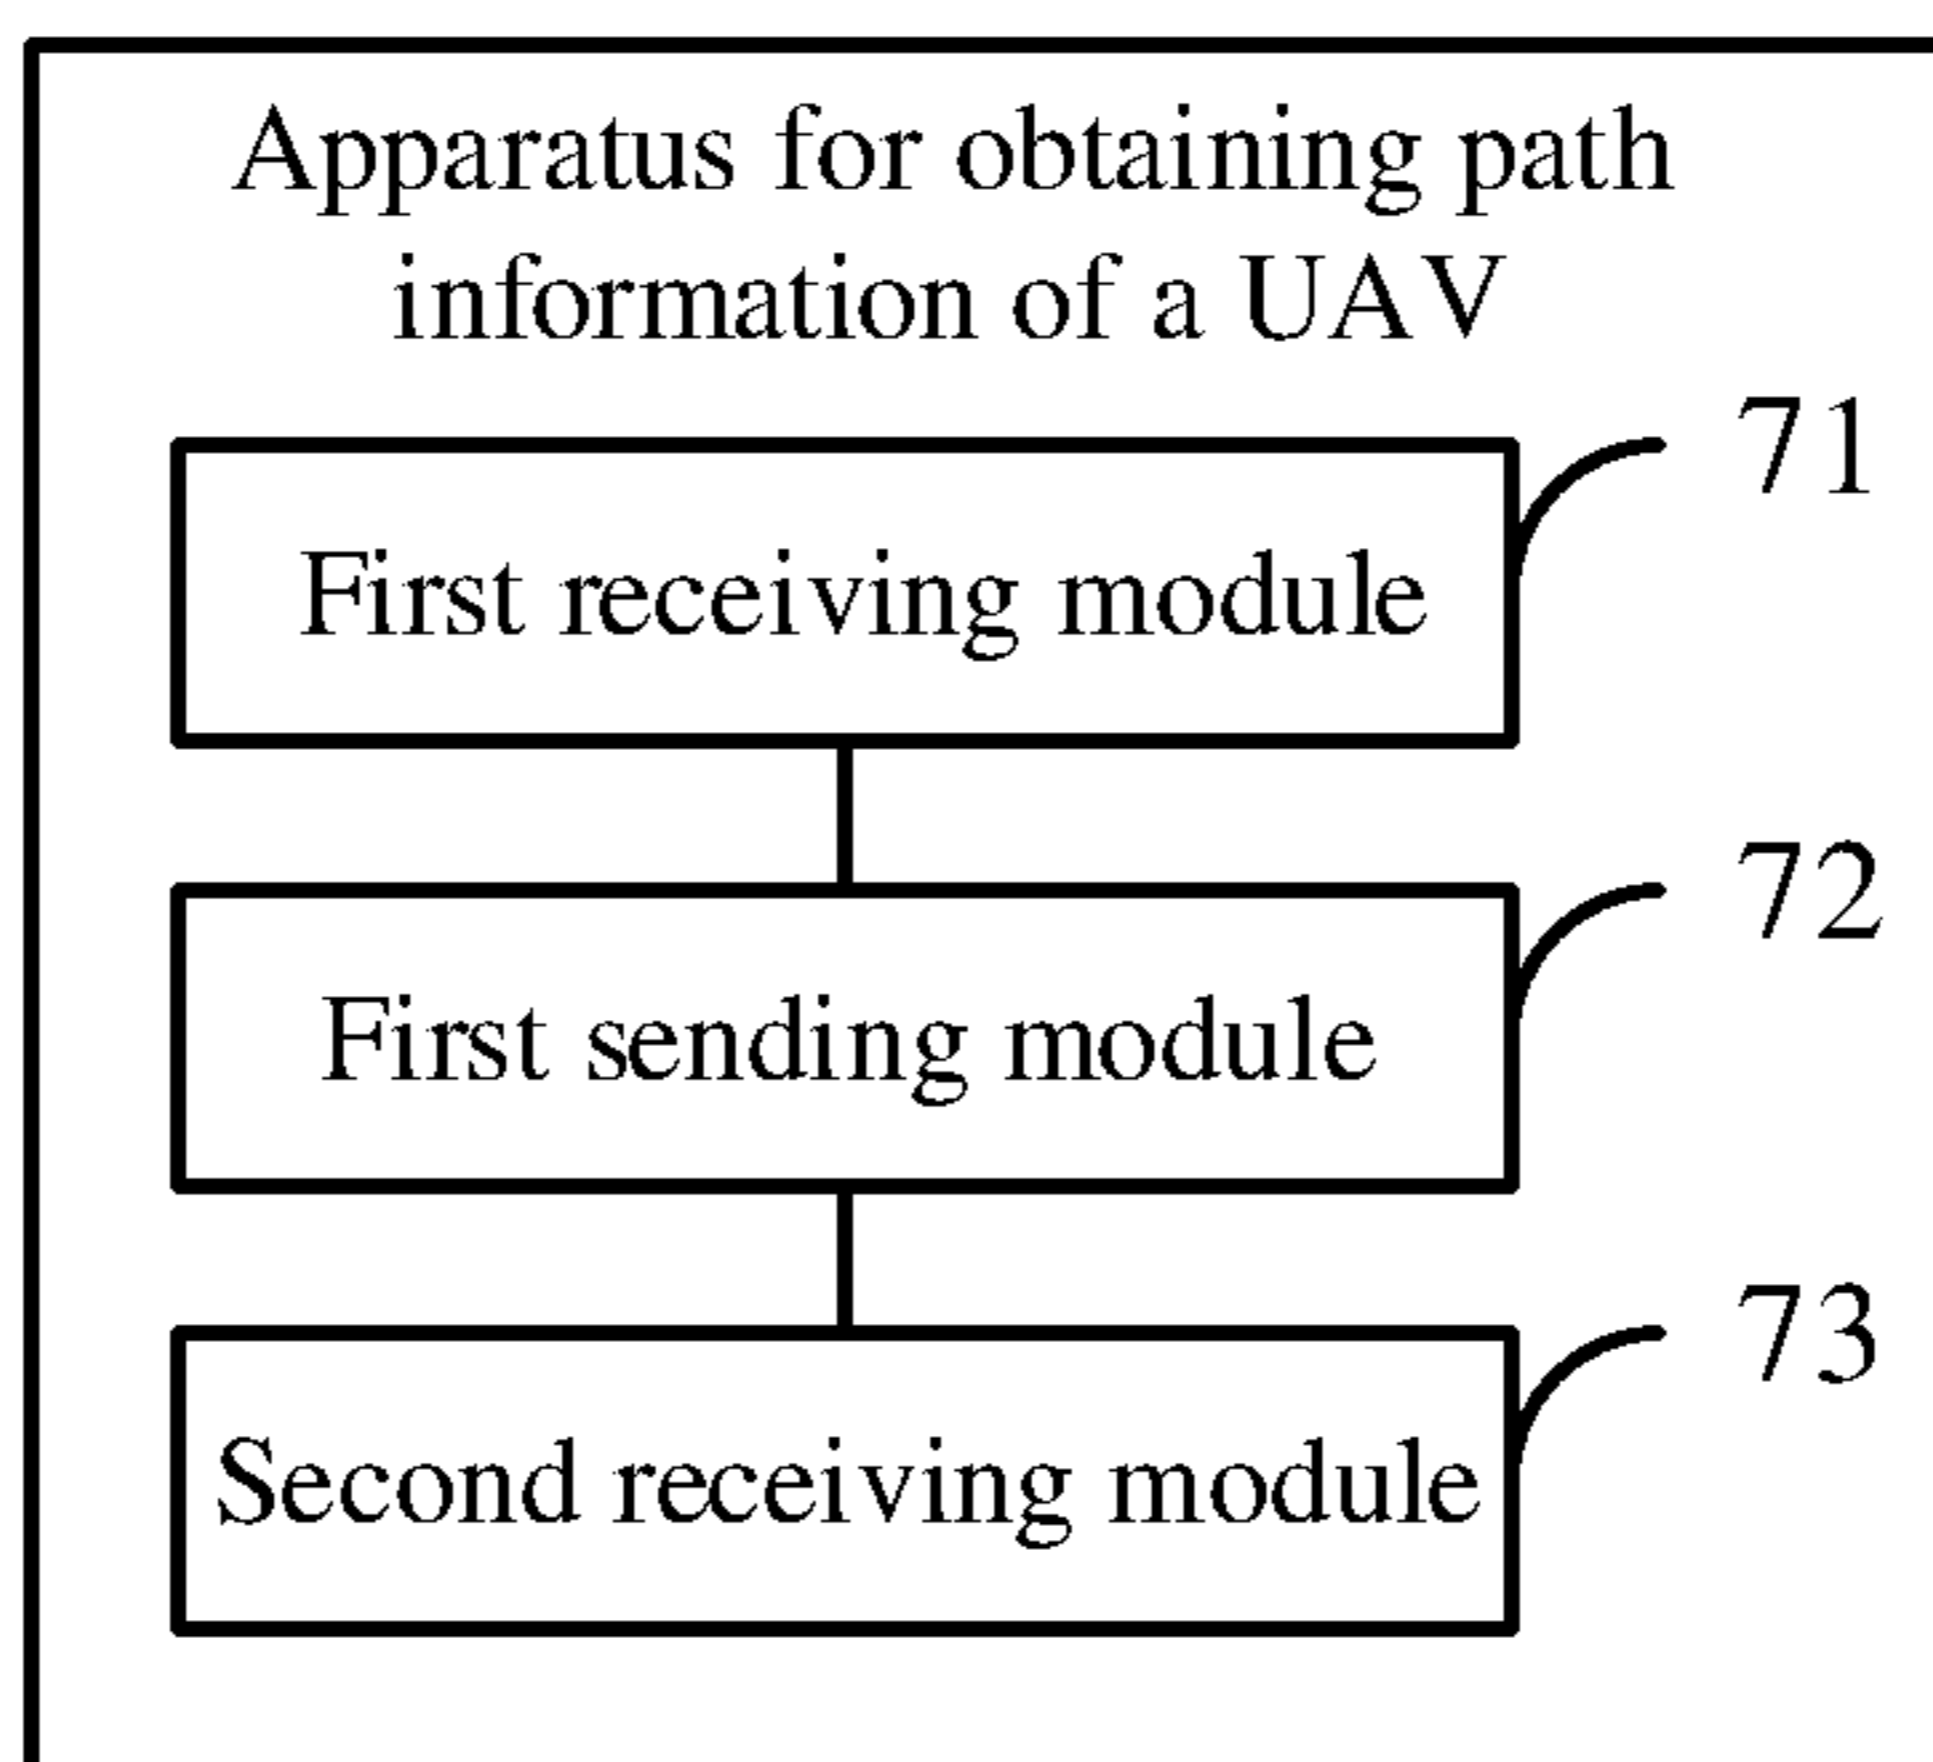 Apparatus for obtaining path
information of a UAV
71
First receiving module
72
First sending module
73
Second receiving module